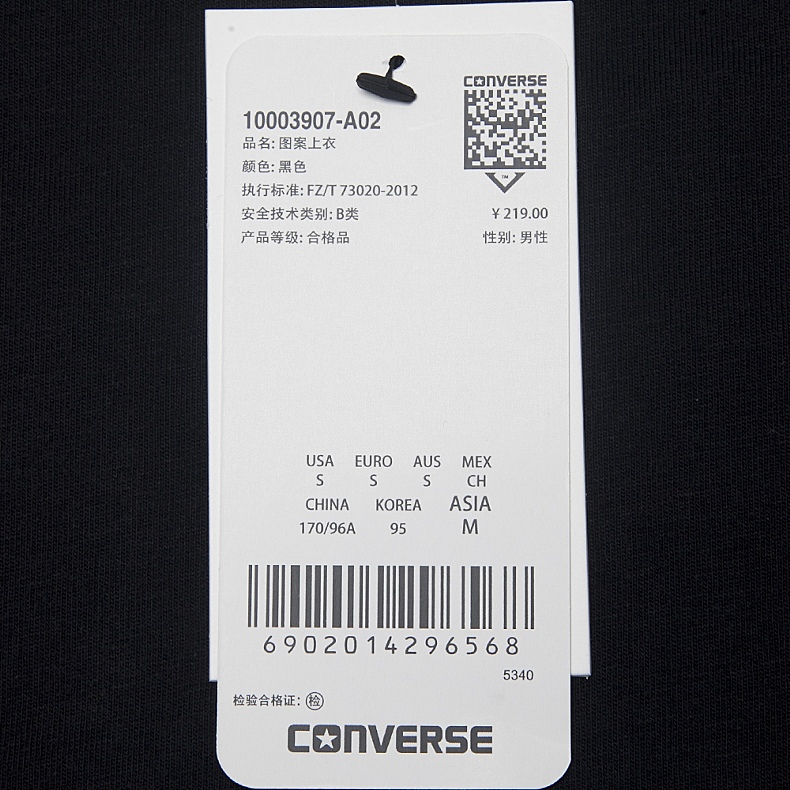 CONVERSE
10003907-A02
品名: 图案上衣
颜色: 黑色
执行标准: FZ/T 73020-2012
安全技术类别: B类
¥ 219.00
产品等级: 合格品
性别: 男性
TM
USA EURO AUS MEX
S S S CH
CHINA KOREA ASIA
170/96A 95 M
6902014296568
5340
检验合格证: 检
CONVERSE